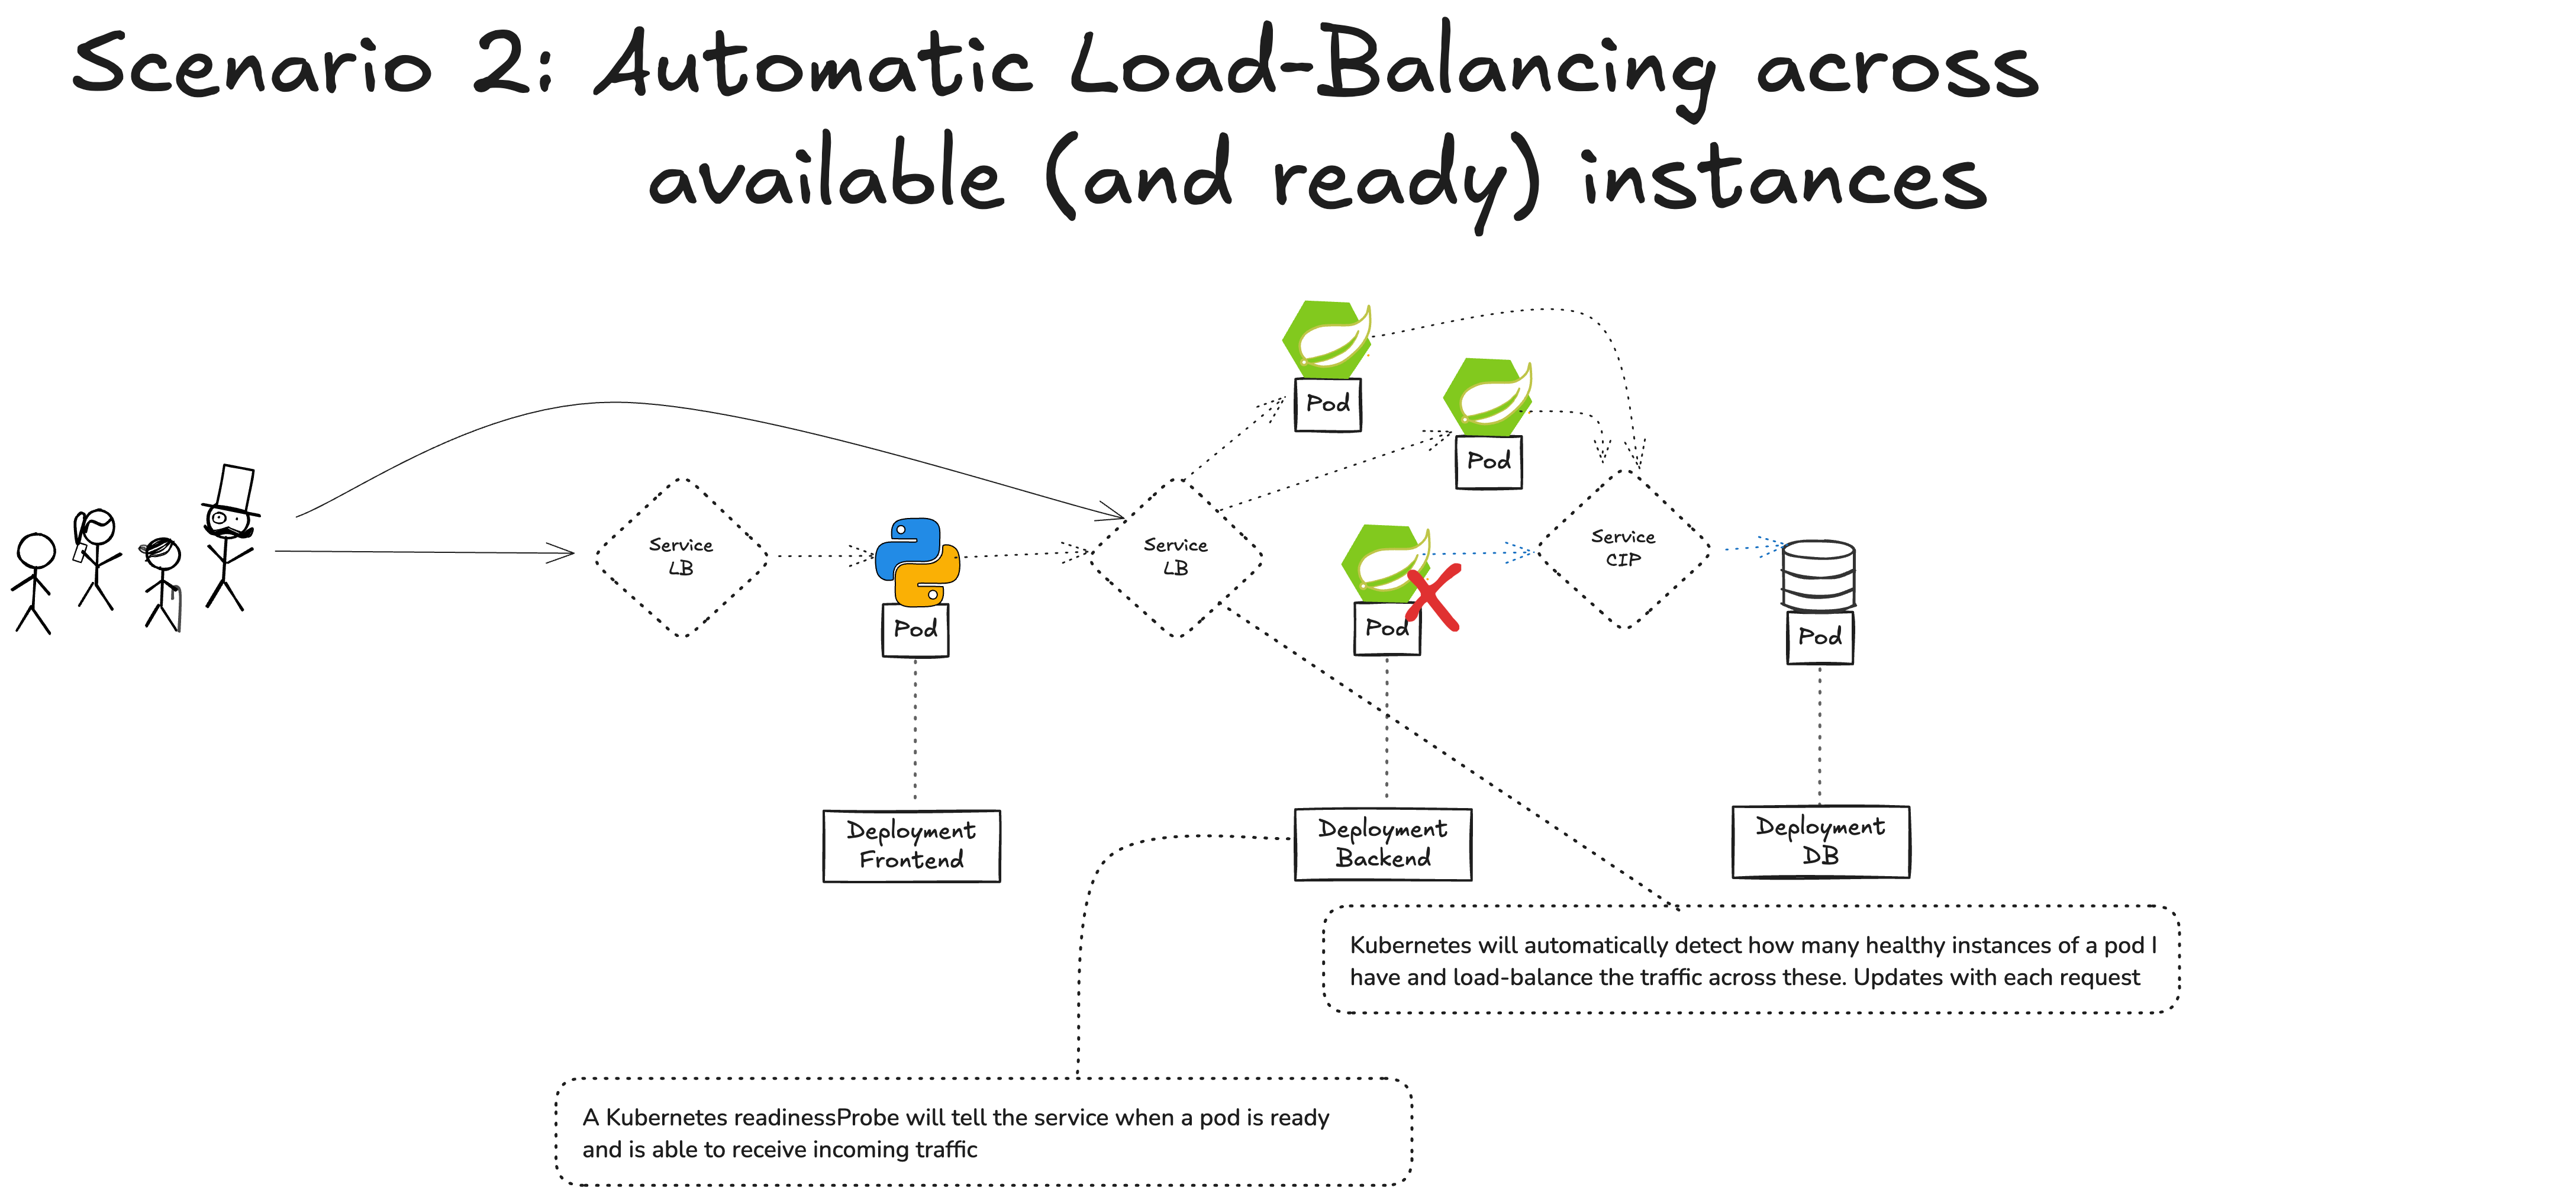 Scenario 2: Automatic Load-Balancing across
available (and ready) instances
Pod
Pod
Service
LB
Pod
Service
LB
Pod
Service
CIP
Pod
Deployment
Frontend
Deployment
Backend
Deployment
DB
Kubernetes will automatically detect how many healthy instances of a pod I
have and load-balance the traffic across these. Updates with each request
A Kubernetes readinessProbe will tell the service when a pod is ready
and is able to receive incoming traffic